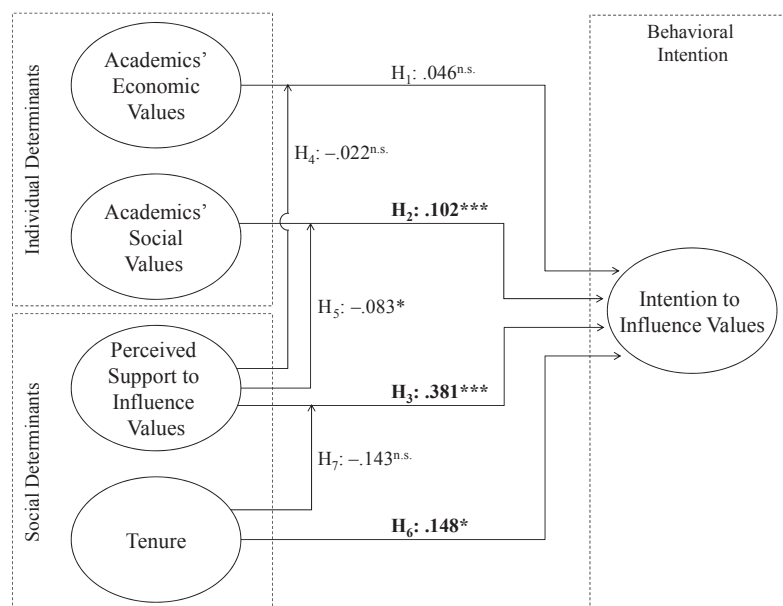 Individual Determinants
Academics’
Economic
Values
Academics’
Social
Values
Social Determinants
Perceived
Support to
Influence
Values
Tenure
H₁: .046ⁿ·ˢ·
H₄: –.022ⁿ·ˢ·
H₂: .102***
H₅: –.083*
H₃: .381***
H₇: –.143ⁿ·ˢ·
H₆: .148*
Behavioral
Intention
Intention to
Influence Values